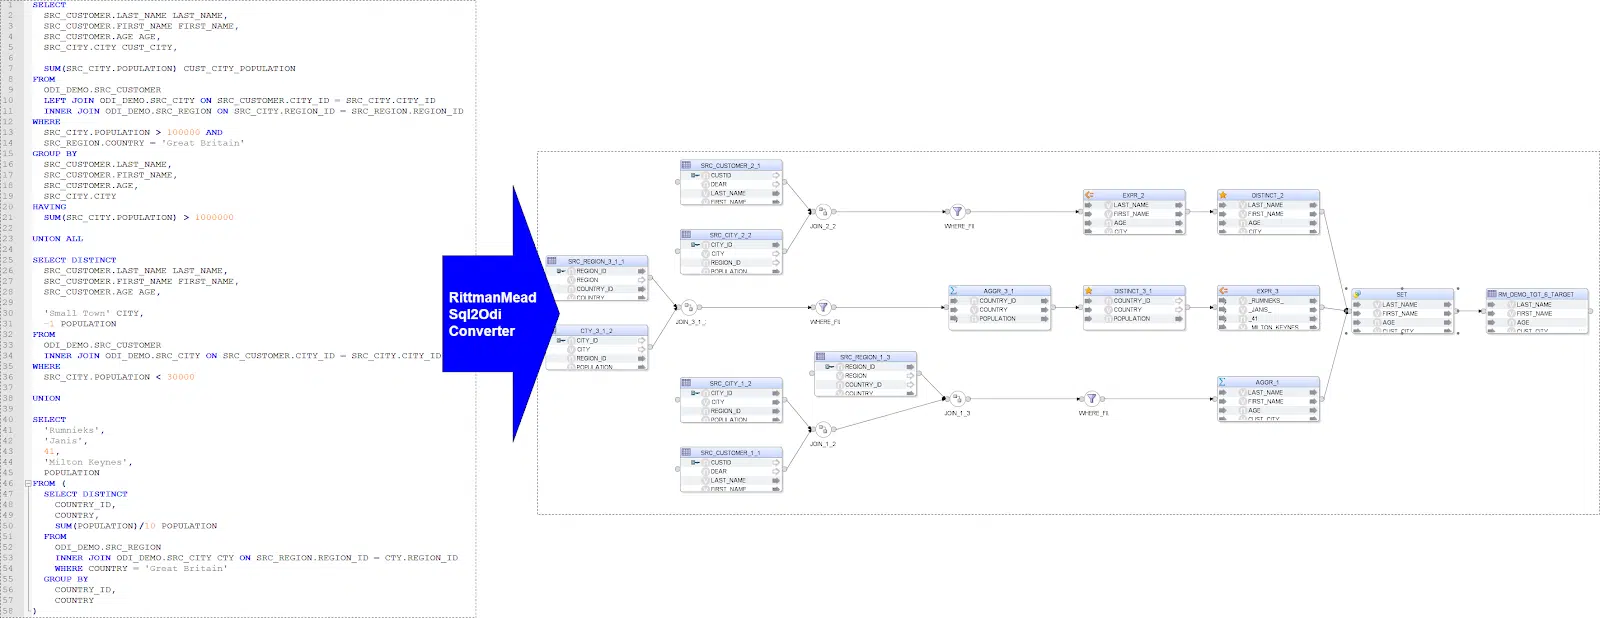 1 SELECT
2 SRC_CUSTOMER.LAST_NAME LAST_NAME,
3 SRC_CUSTOMER.FIRST_NAME FIRST_NAME,
4 SRC_CUSTOMER.AGE AGE,
5 SRC_CITY.CITY CUST_CITY,
6
7 SUM(SRC_CITY.POPULATION) CUST_CITY_POPULATION
8 FROM
9 ODI_DEMO.SRC_CUSTOMER
10 LEFT JOIN ODI_DEMO.SRC_CITY ON SRC_CUSTOMER.CITY_ID = SRC_CITY.CITY_ID
11 INNER JOIN ODI_DEMO.SRC_REGION ON SRC_CITY.REGION_ID = SRC_REGION.REGION_ID
12 WHERE
13 SRC_CITY.POPULATION > 100000 AND
14 SRC_REGION.COUNTRY = 'Great Britain'
15 GROUP BY
16 SRC_CUSTOMER.LAST_NAME,
17 SRC_CUSTOMER.FIRST_NAME,
18 SRC_CUSTOMER.AGE,
19 SRC_CITY.CITY
20 HAVING
21 SUM(SRC_CITY.POPULATION) > 1000000
22
23 UNION ALL
24
25 SELECT DISTINCT
26 SRC_CUSTOMER.LAST_NAME LAST_NAME,
27 SRC_CUSTOMER.FIRST_NAME FIRST_NAME,
28 SRC_CUSTOMER.AGE AGE,
29
30 'Small Town' CITY,
31 -1 POPULATION
32 FROM
33 ODI_DEMO.SRC_CUSTOMER
34 INNER JOIN ODI_DEMO.SRC_CITY ON SRC_CUSTOMER.CITY_ID = SRC_CITY.CITY_ID
35 WHERE
36 SRC_CITY.POPULATION < 30000
37
38 UNION
39
40 SELECT
41 'Rumnieks',
42 'Janis',
43 41,
44 'Milton Keynes',
45 POPULATION
46 FROM (
47 SELECT DISTINCT
48 COUNTRY_ID,
49 COUNTRY,
50 SUM(POPULATION)/10 POPULATION
51 FROM
52 ODI_DEMO.SRC_REGION
53 INNER JOIN ODI_DEMO.SRC_CITY CTY ON SRC_REGION.REGION_ID = CTY.REGION_ID
54 WHERE COUNTRY = 'Great Britain'
55 GROUP BY
56 COUNTRY_ID,
57 COUNTRY
58 )
RittmanMead
Sql2Odi
Converter
SRC_REGION_3_1_1
REGION_ID
REGION
COUNTRY_ID
COUNTRY
CTY_3_1_2
CITY_ID
CITY
REGION_ID
POPULATION
JOIN_3_1_
SRC_CUSTOMER_2_1
CUSTID
DEAR
LAST_NAME
FIRST_NAME
SRC_CITY_2_2
CITY_ID
CITY
REGION_ID
POPULATION
JOIN_2_2
WHERE_FII
EXPR_2
LAST_NAME
FIRST_NAME
AGE
CITY
DISTINCT_2
LAST_NAME
FIRST_NAME
AGE
CITY
WHERE_FII
AGGR_3_1
COUNTRY_ID
COUNTRY
POPULATION
DISTINCT_3_1
COUNTRY_ID
COUNTRY
POPULATION
EXPR_3
_RUMNEKS_
_JANIS_
_41
_MILTON_KEYNES_
SRC_REGION_1_3
REGION_ID
REGION
COUNTRY_ID
COUNTRY
SRC_CITY_1_2
CITY_ID
CITY
REGION_ID
POPULATION
SRC_CUSTOMER_1_1
CUSTID
DEAR
LAST_NAME
FIRST_NAME
JOIN_1_2
JOIN_1_3
WHERE_FIL
AGGR_1
LAST_NAME
FIRST_NAME
AGE
CUST_CITY
SET
LAST_NAME
FIRST_NAME
AGE
CUST_CITY
RM_DEMO_TGT_6_TARGET
LAST_NAME
FIRST_NAME
AGE
CUST_CITY